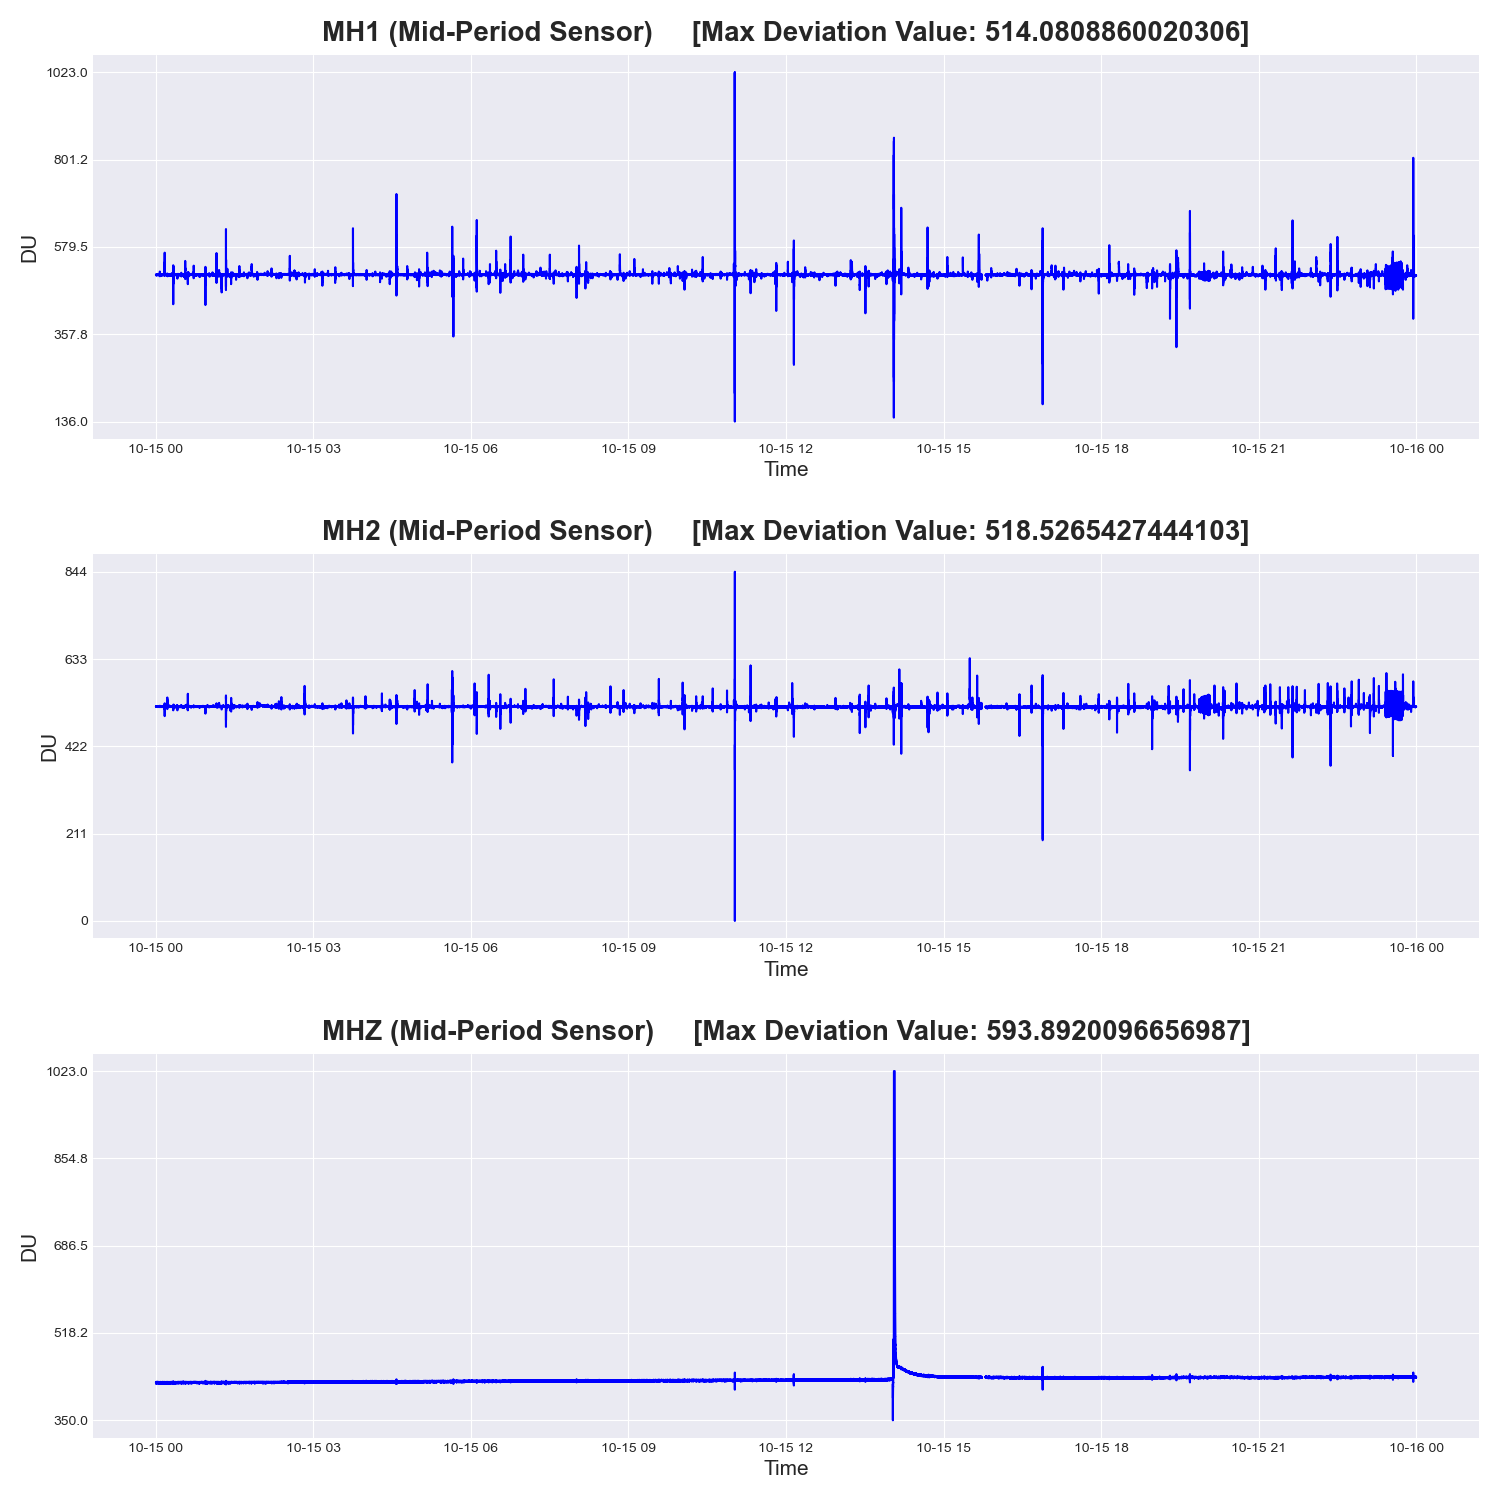 MH1 (Mid-Period Sensor) [Max Deviation Value: 514.0808860020306]
1023.0
801.2
579.5
357.8
136.0
DU
10-15 00 10-15 03 10-15 06 10-15 09 10-15 12 10-15 15 10-15 18 10-15 21 10-16 00
Time
MH2 (Mid-Period Sensor) [Max Deviation Value: 518.5265427444103]
844
633
422
211
0
DU
10-15 00 10-15 03 10-15 06 10-15 09 10-15 12 10-15 15 10-15 18 10-15 21 10-16 00
Time
MHZ (Mid-Period Sensor) [Max Deviation Value: 593.8920096656987]
1023.0
854.8
686.5
518.2
350.0
DU
10-15 00 10-15 03 10-15 06 10-15 09 10-15 12 10-15 15 10-15 18 10-15 21 10-16 00
Time